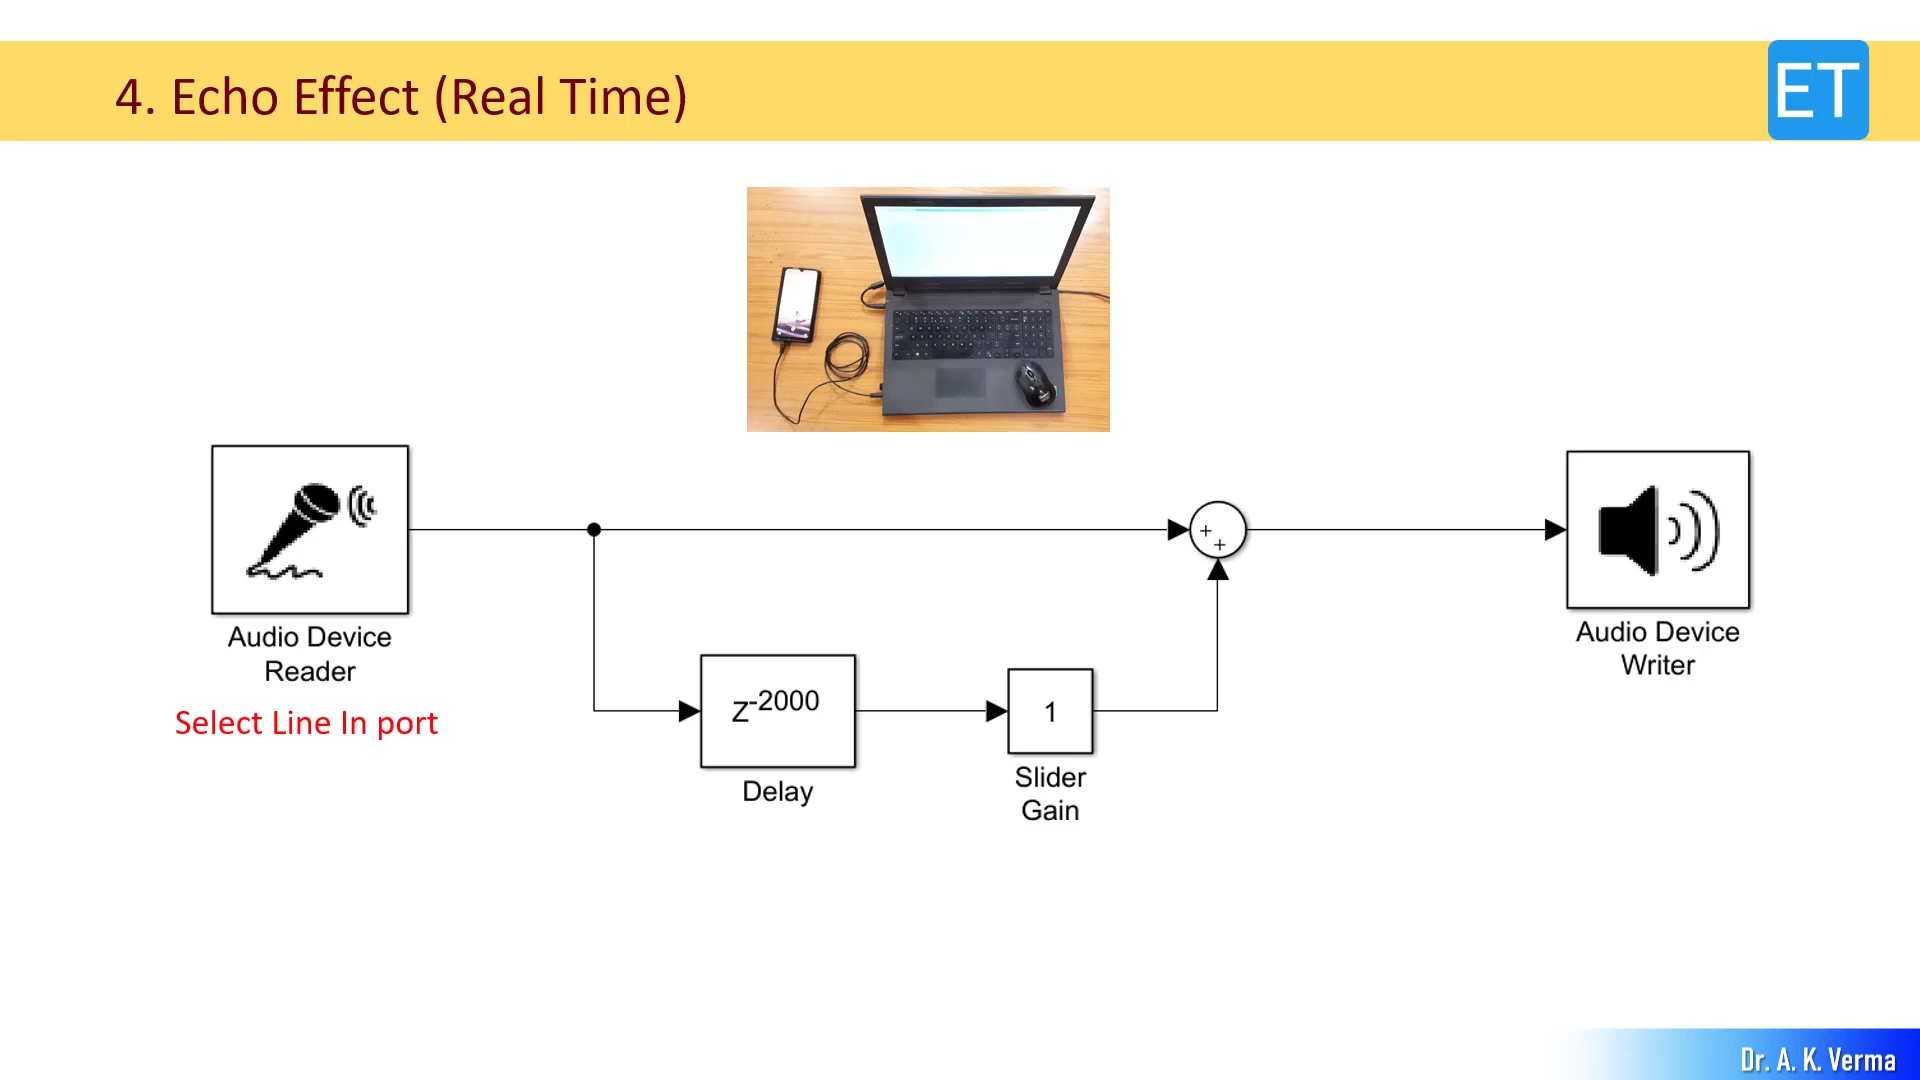 4. Echo Effect (Real Time)
ET
+
+
Audio Device
Reader
Select Line In port
z-2000
Delay
1
Slider
Gain
Audio Device
Writer
Dr. A. K. Verma